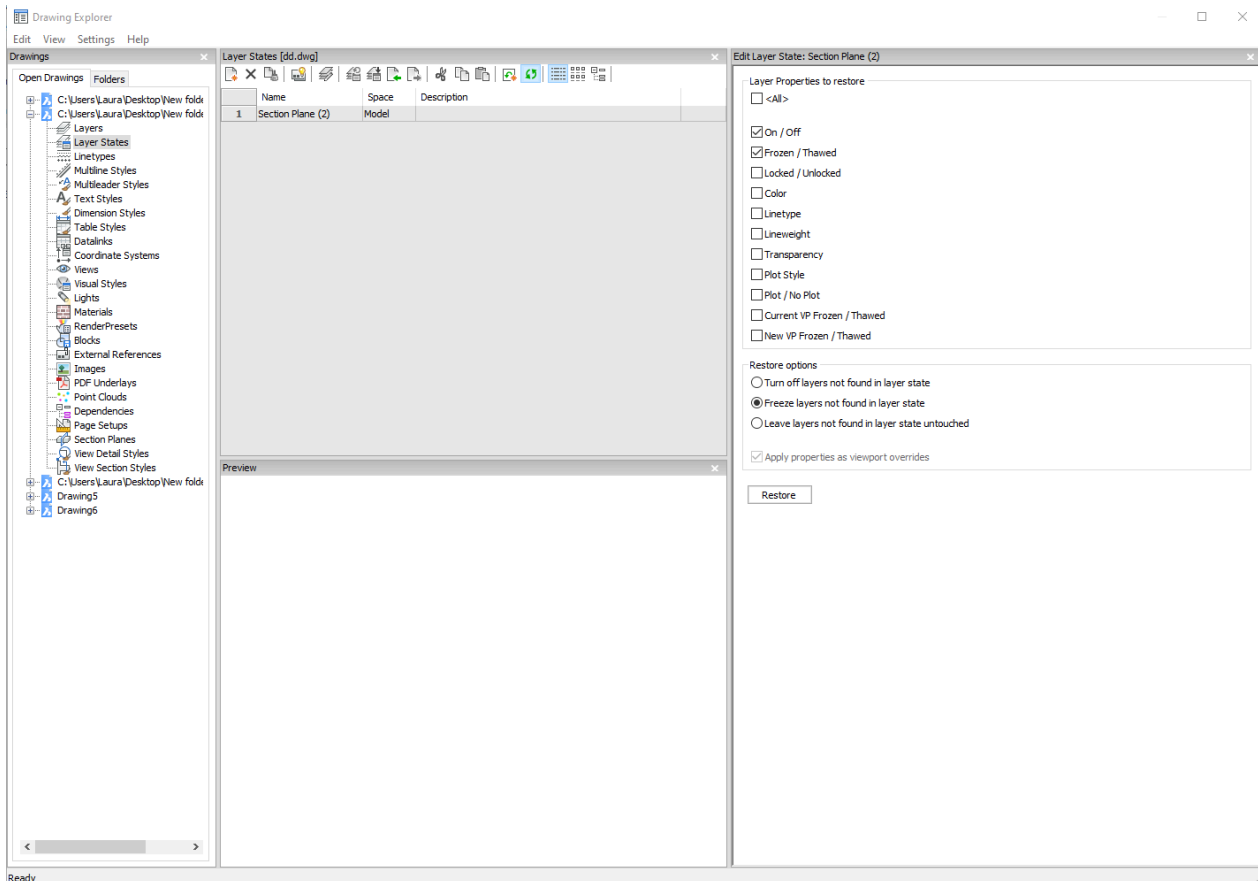 Drawing Explorer
Edit View Settings Help
Drawings
Open Drawings Folders
C:\Users\Laura\Desktop\New folde
C:\Users\Laura\Desktop\New folde
Layers
Layer States
Linetypes
Multiline Styles
Multileader Styles
Text Styles
Dimension Styles
Table Styles
Datalinks
Coordinate Systems
Views
Visual Styles
Lights
Materials
RenderPresets
Blocks
External References
Images
PDF Underlays
Point Clouds
Dependencies
Page Setups
Section Planes
View Detail Styles
View Section Styles
C:\Users\Laura\Desktop\New folde
Drawing5
Drawing6
Layer States [dd.dwg]
Name Space Description
1 Section Plane (2) Model
Preview
Edit Layer State: Section Plane (2)
Layer Properties to restore
<All>
On / Off
Frozen / Thawed
Locked / Unlocked
Color
Linetype
Lineweight
Transparency
Plot Style
Plot / No Plot
Current VP Frozen / Thawed
New VP Frozen / Thawed
Restore options
Turn off layers not found in layer state
Freeze layers not found in layer state
Leave layers not found in layer state untouched
Apply properties as viewport overrides
Restore
Ready